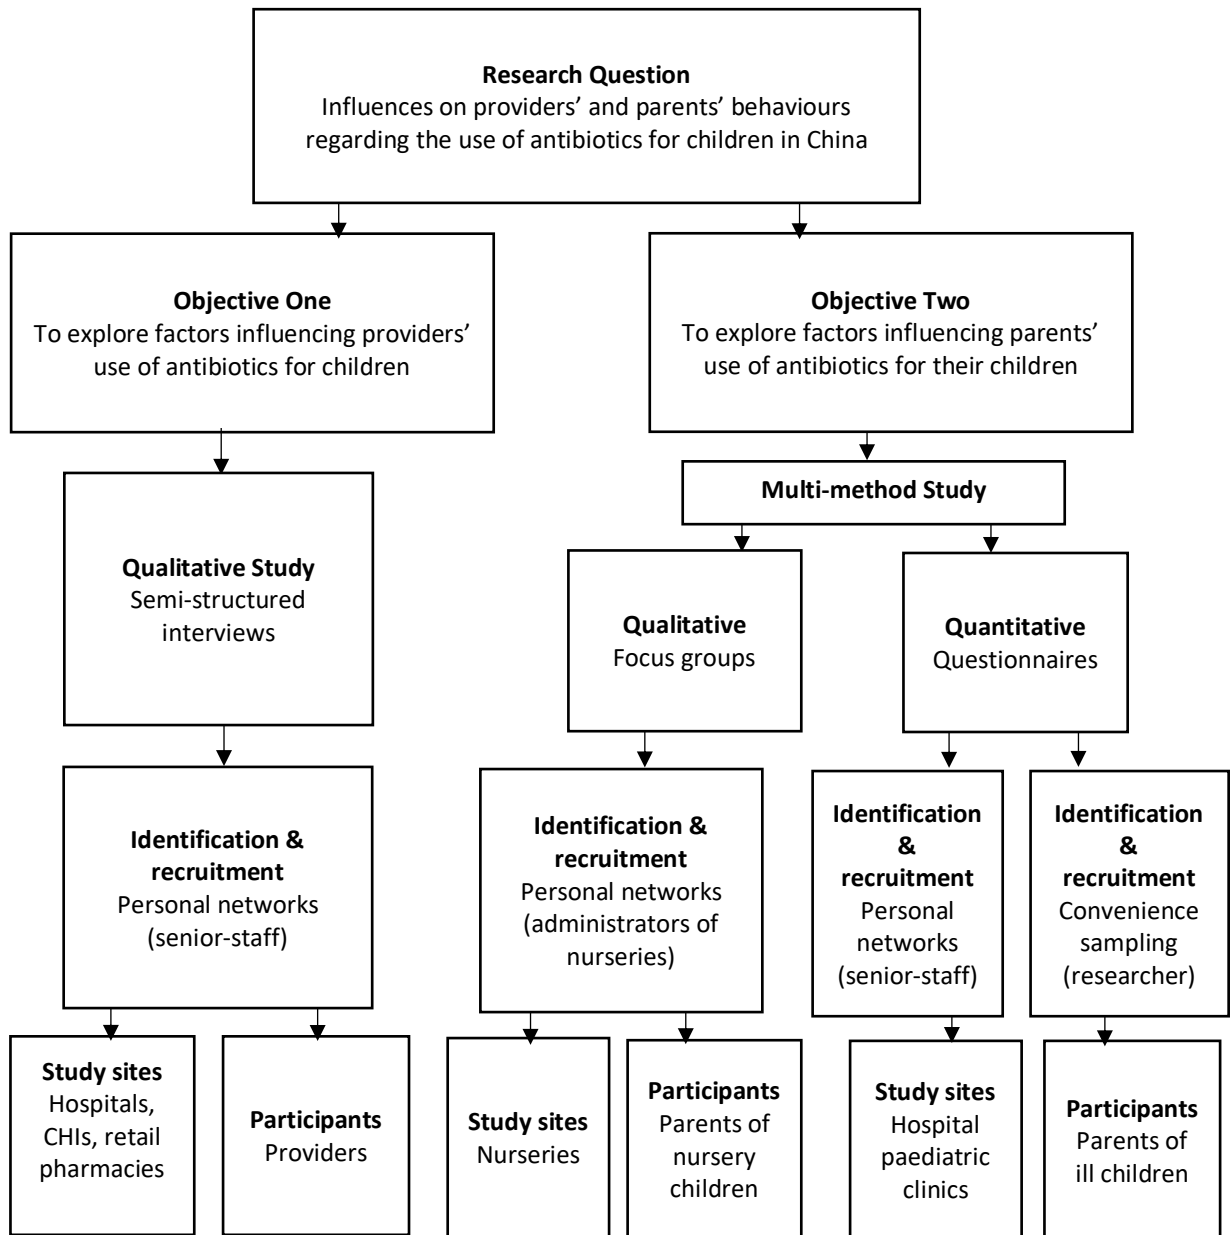 Research Question
Influences on providers’ and parents’ behaviours
regarding the use of antibiotics for children in China
Objective One
To explore factors influencing providers’
use of antibiotics for children
Objective Two
To explore factors influencing parents’
use of antibiotics for their children
Multi-method Study
Qualitative Study
Semi-structured
interviews
Qualitative
Focus groups
Quantitative
Questionnaires
Identification &
recruitment
Personal networks
(senior-staff)
Identification &
recruitment
Personal networks
(administrators of
nurseries)
Identification
&
recruitment
Personal
networks
(senior-staff)
Identification
&
recruitment
Convenience
sampling
(researcher)
Study sites
Hospitals,
CHIs, retail
pharmacies
Participants
Providers
Study sites
Nurseries
Participants
Parents of
nursery
children
Study sites
Hospital
paediatric
clinics
Participants
Parents of
ill children